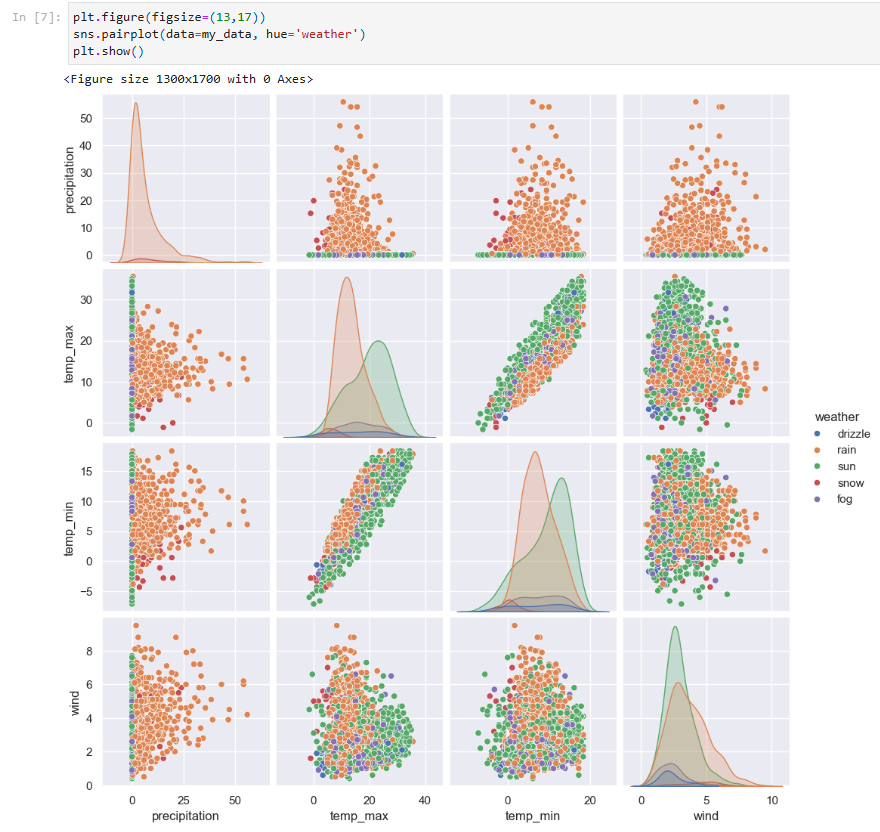 In [7]: plt.figure(figsize=(13,17))
sns.pairplot(data=my_data, hue='weather')
plt.show()
<Figure size 1300x1700 with 0 Axes>
precipitation
50
40
30
20
10
0
temp_max
30
20
10
0
temp_min
15
10
5
0
−5
wind
8
6
4
2
0
0 25 50
0 20 40
0 20
0 5 10
precipitation
temp_max
temp_min
wind
weather
drizzle
rain
sun
snow
fog